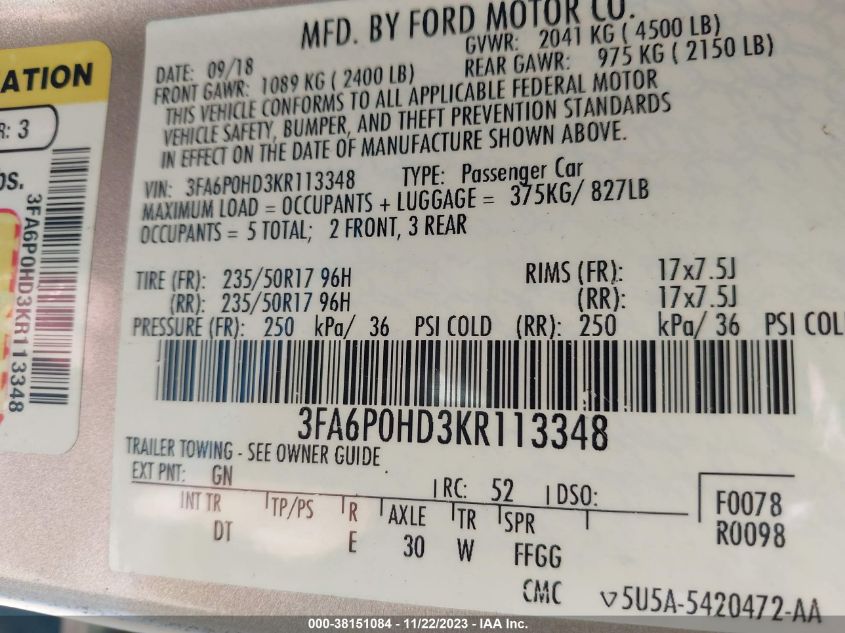 ATION
R: 3
bs.
3FA6P0HD3KR113348
MFD. BY FORD MOTOR CO.
DATE: 09/18 GVWR: 2041 KG ( 4500 LB)
FRONT GAWR: 1089 KG ( 2400 LB) REAR GAWR: 975 KG ( 2150 LB)
THIS VEHICLE CONFORMS TO ALL APPLICABLE FEDERAL MOTOR
VEHICLE SAFETY, BUMPER, AND THEFT PREVENTION STANDARDS
IN EFFECT ON THE DATE OF MANUFACTURE SHOWN ABOVE.
VIN: 3FA6P0HD3KR113348 TYPE: Passenger Car
MAXIMUM LOAD = OCCUPANTS + LUGGAGE = 375KG/ 827LB
OCCUPANTS = 5 TOTAL; 2 FRONT, 3 REAR
TIRE (FR): 235/50R17 96H RIMS (FR): 17x7.5J
(RR): 235/50R17 96H (RR): 17x7.5J
PRESSURE (FR): 250 kPa/ 36 PSI COLD (RR): 250 kPa/ 36 PSI COL
3FA6P0HD3KR113348
TRAILER TOWING - SEE OWNER GUIDE
EXT PNT: GN RC: 52 DSO: F0078
INT TR TP/PS R AXLE TR SPR R0098
DT E 30 W FFGG
CMC 5U5A-5420472-AA
000-38151084 - 11/22/2023 - IAA Inc.